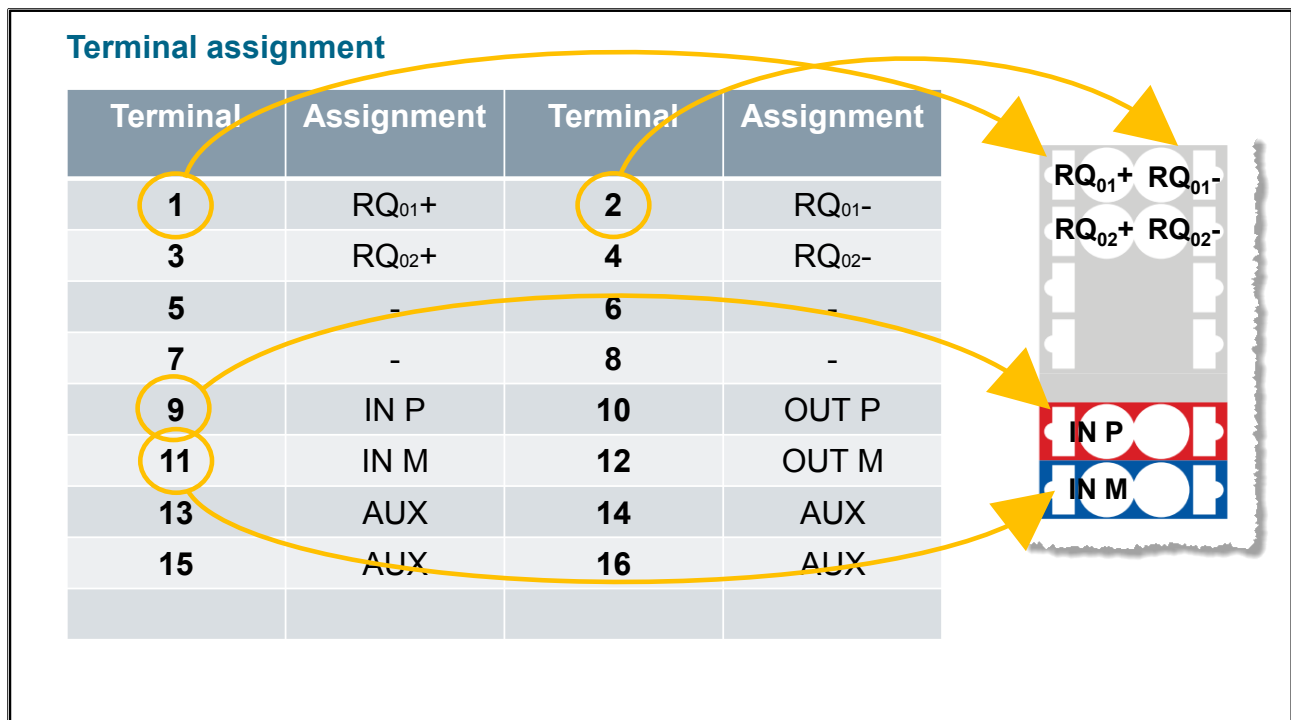 Terminal assignment
Terminal Assignment Terminal Assignment
1 RQ01+ 2 RQ01-
3 RQ02+ 4 RQ02-
5 - 6 -
7 - 8 -
9 IN P 10 OUT P
11 IN M 12 OUT M
13 AUX 14 AUX
15 AUX 16 AUX
RQ01+ RQ01-
RQ02+ RQ02-
IN P
IN M